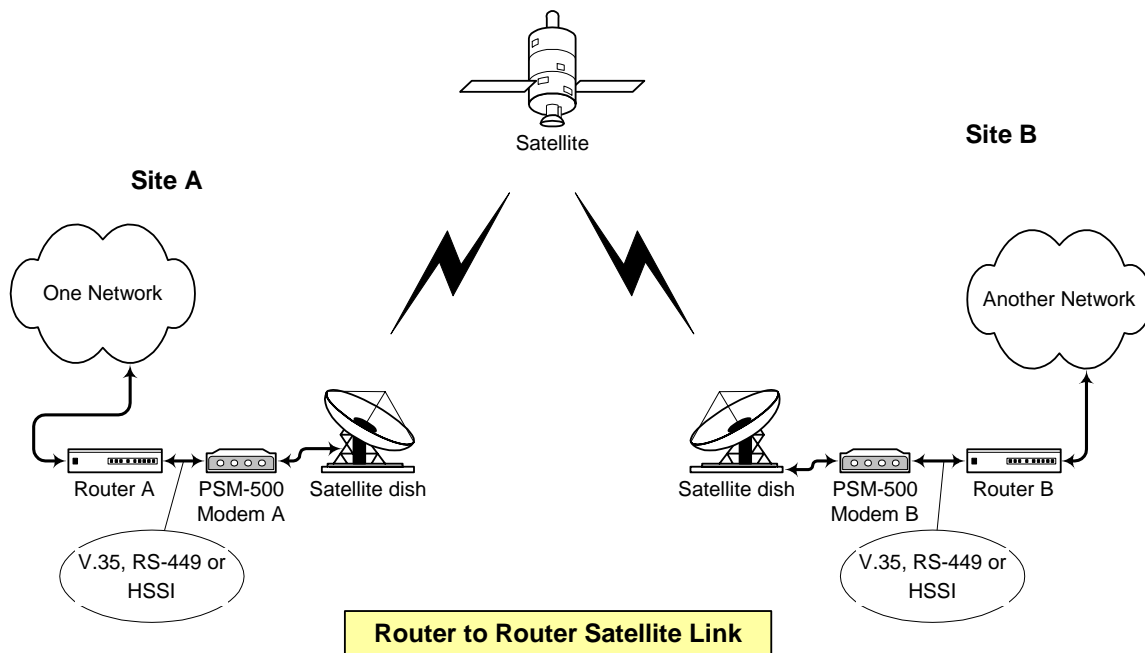 Satellite
Site B
Site A
One Network
Another Network
Router A
PSM-500
Modem A
Satellite dish
Satellite dish
PSM-500
Modem B
Router B
V.35, RS-449 or
HSSI
V.35, RS-449 or
HSSI
Router to Router Satellite Link